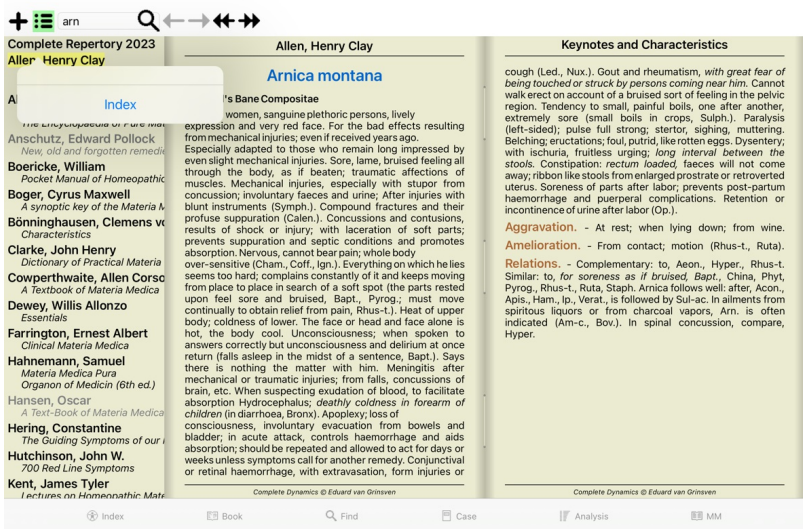 arn
Complete Repertory 2023
Allen, Henry Clay
Index
The Encyclopaedia of Pure Mat
Anschutz, Edward Pollock
New, old and forgotten remedie
Boericke, William
Pocket Manual of Homeopathic
Boger, Cyrus Maxwell
A synoptic key of the Materia M
Bönninghausen, Clemens vo
Characteristics
Clarke, John Henry
Dictionary of Practical Materia
Cowperthwaite, Allen Corso
A Textbook of Materia Medica
Dewey, Willis Allonzo
Essentials
Farrington, Ernest Albert
Clinical Materia Medica
Hahnemann, Samuel
Materia Medica Pura
Organon of Medicin (6th ed.)
Hansen, Oscar
A Text-Book of Materia Medica
Hering, Constantine
The Guiding Symptoms of our
Hutchinson, John W.
700 Red Line Symptoms
Kent, James Tyler
Lectures on Homeopathic Mate
Allen, Henry Clay
Arnica montana
's Bane Compositae
women, sanguine plethoric persons, lively
expression and very red face. For the bad effects resulting
from mechanical injuries; even if received years ago.
Especially adapted to those who remain long impressed by
even slight mechanical injuries. Sore, lame, bruised feeling all
through the body, as if beaten; traumatic affections of
muscles. Mechanical injuries, especially with stupor from
concussion; involuntary faeces and urine; After injuries with
blunt instruments (Symph.). Compound fractures and their
profuse suppuration (Calen.). Concussions and contusions,
results of shock or injury; with laceration of soft parts;
prevents suppuration and septic conditions and promotes
absorption. Nervous, cannot bear pain; whole body
over-sensitive (Cham., Coff., Ign.). Everything on which he lies
seems too hard; complains constantly of it and keeps moving
from place to place in search of a soft spot (the parts rested
upon feel sore and bruised, Bapt., Pyrog.; must move
continually to obtain relief from pain, Rhus-t.). Heat of upper
body; coldness of lower. The face or head and face alone is
hot, the body cool. Unconsciousness; when spoken to
answers correctly but unconsciousness and delirium at once
return (falls asleep in the midst of a sentence, Bapt.). Says
there is nothing the matter with him. Meningitis after
mechanical or traumatic injuries; from falls, concussions of
brain, etc. When suspecting exudation of blood, to facilitate
absorption Hydrocephalus; deathly coldness in forearm of
children (in diarrhoea, Bronx). Apoplexy; loss of
consciousness, involuntary evacuation from bowels and
bladder; in acute attack, controls haemorrhage and aids
absorption; should be repeated and allowed to act for days or
weeks unless symptoms call for another remedy. Conjunctival
or retinal haemorrhage, with extravasation, form injuries or
Complete Dynamics © Eduard van Grinsven
Keynotes and Characteristics
cough (Led., Nux.). Gout and rheumatism, with great fear of
being touched or struck by persons coming near him. Cannot
walk erect on account of a bruised sort of feeling in the pelvic
region. Tendency to small, painful boils, one after another,
extremely sore (small boils in crops, Sulph.). Paralysis
(left-sided); pulse full strong; stertor, sighing, muttering.
Belching; eructations; foul, putrid, like rotten eggs. Dysentery;
with ischuria, fruitless urging; long interval between the
stools. Constipation: rectum loaded, faeces will not come
away; ribbon like stools from enlarged prostrate or retroverted
uterus. Soreness of parts after labor; prevents post-partum
haemorrhage and puerperal complications. Retention or
incontinence of urine after labor (Op.).
Aggravation. - At rest; when lying down; from wine.
Amelioration. - From contact; motion (Rhus-t., Ruta).
Relations. - Complementary: to, Aeon., Hyper., Rhus-t.
Similar: to, for soreness as if bruised, Bapt., China, Phyt,
Pyrog., Rhus-t., Ruta, Staph. Arnica follows well: after, Acon.,
Apis., Ham., Ip., Verat., is followed by Sul-ac. In ailments from
spiritous liquors or from charcoal vapors, Arn. is often
indicated (Am-c., Bov.). In spinal concussion, compare,
Hyper.
Complete Dynamics © Eduard van Grinsven
Index
Book
Find
Case
Analysis
MM